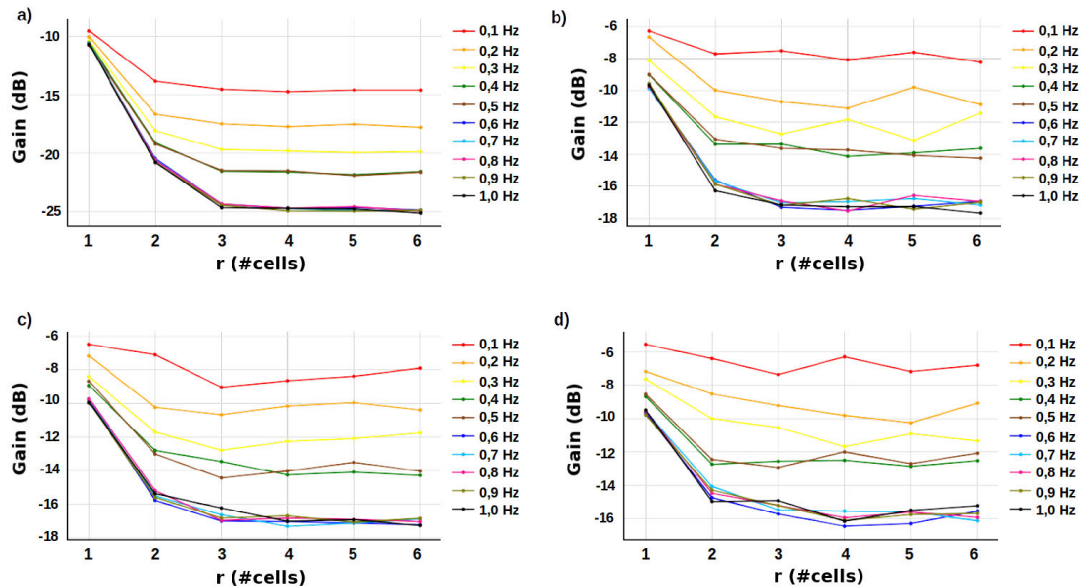 a)
Gain (dB)
-10
-15
-20
-25
1 2 3 4 5 6
r (#cells)
0,1 Hz
0,2 Hz
0,3 Hz
0,4 Hz
0,5 Hz
0,6 Hz
0,7 Hz
0,8 Hz
0,9 Hz
1,0 Hz
b)
Gain (dB)
-6
-8
-10
-12
-14
-16
-18
1 2 3 4 5 6
r (#cells)
0,1 Hz
0,2 Hz
0,3 Hz
0,4 Hz
0,5 Hz
0,6 Hz
0,7 Hz
0,8 Hz
0,9 Hz
1,0 Hz
c)
Gain (dB)
-6
-8
-10
-12
-14
-16
-18
1 2 3 4 5 6
r (#cells)
0,1 Hz
0,2 Hz
0,3 Hz
0,4 Hz
0,5 Hz
0,6 Hz
0,7 Hz
0,8 Hz
0,9 Hz
1,0 Hz
d)
Gain (dB)
-6
-8
-10
-12
-14
-16
1 2 3 4 5 6
r (#cells)
0,1 Hz
0,2 Hz
0,3 Hz
0,4 Hz
0,5 Hz
0,6 Hz
0,7 Hz
0,8 Hz
0,9 Hz
1,0 Hz